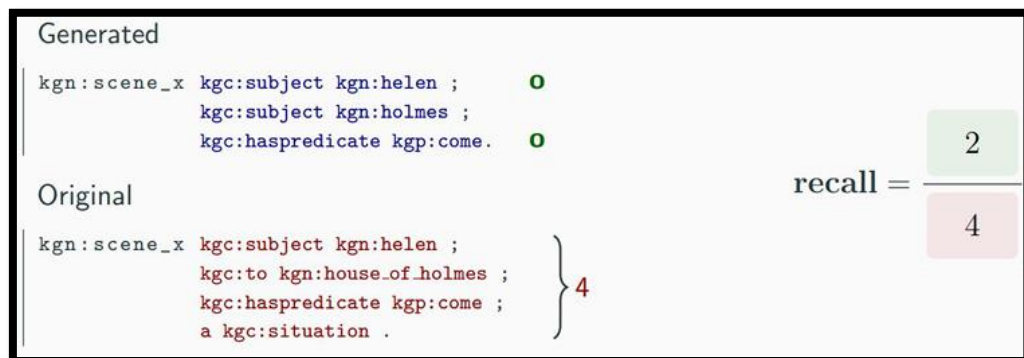 Generated
kgn:scene_x kgc:subject kgn:helen ; O
kgc:subject kgn:holmes ;
kgc:haspredicate kgp:come. O
Original
kgn:scene_x kgc:subject kgn:helen ;
kgc:to kgn:house_of_holmes ;
kgc:haspredicate kgp:come ;
a kgc:situation .
4
recall =
2
4